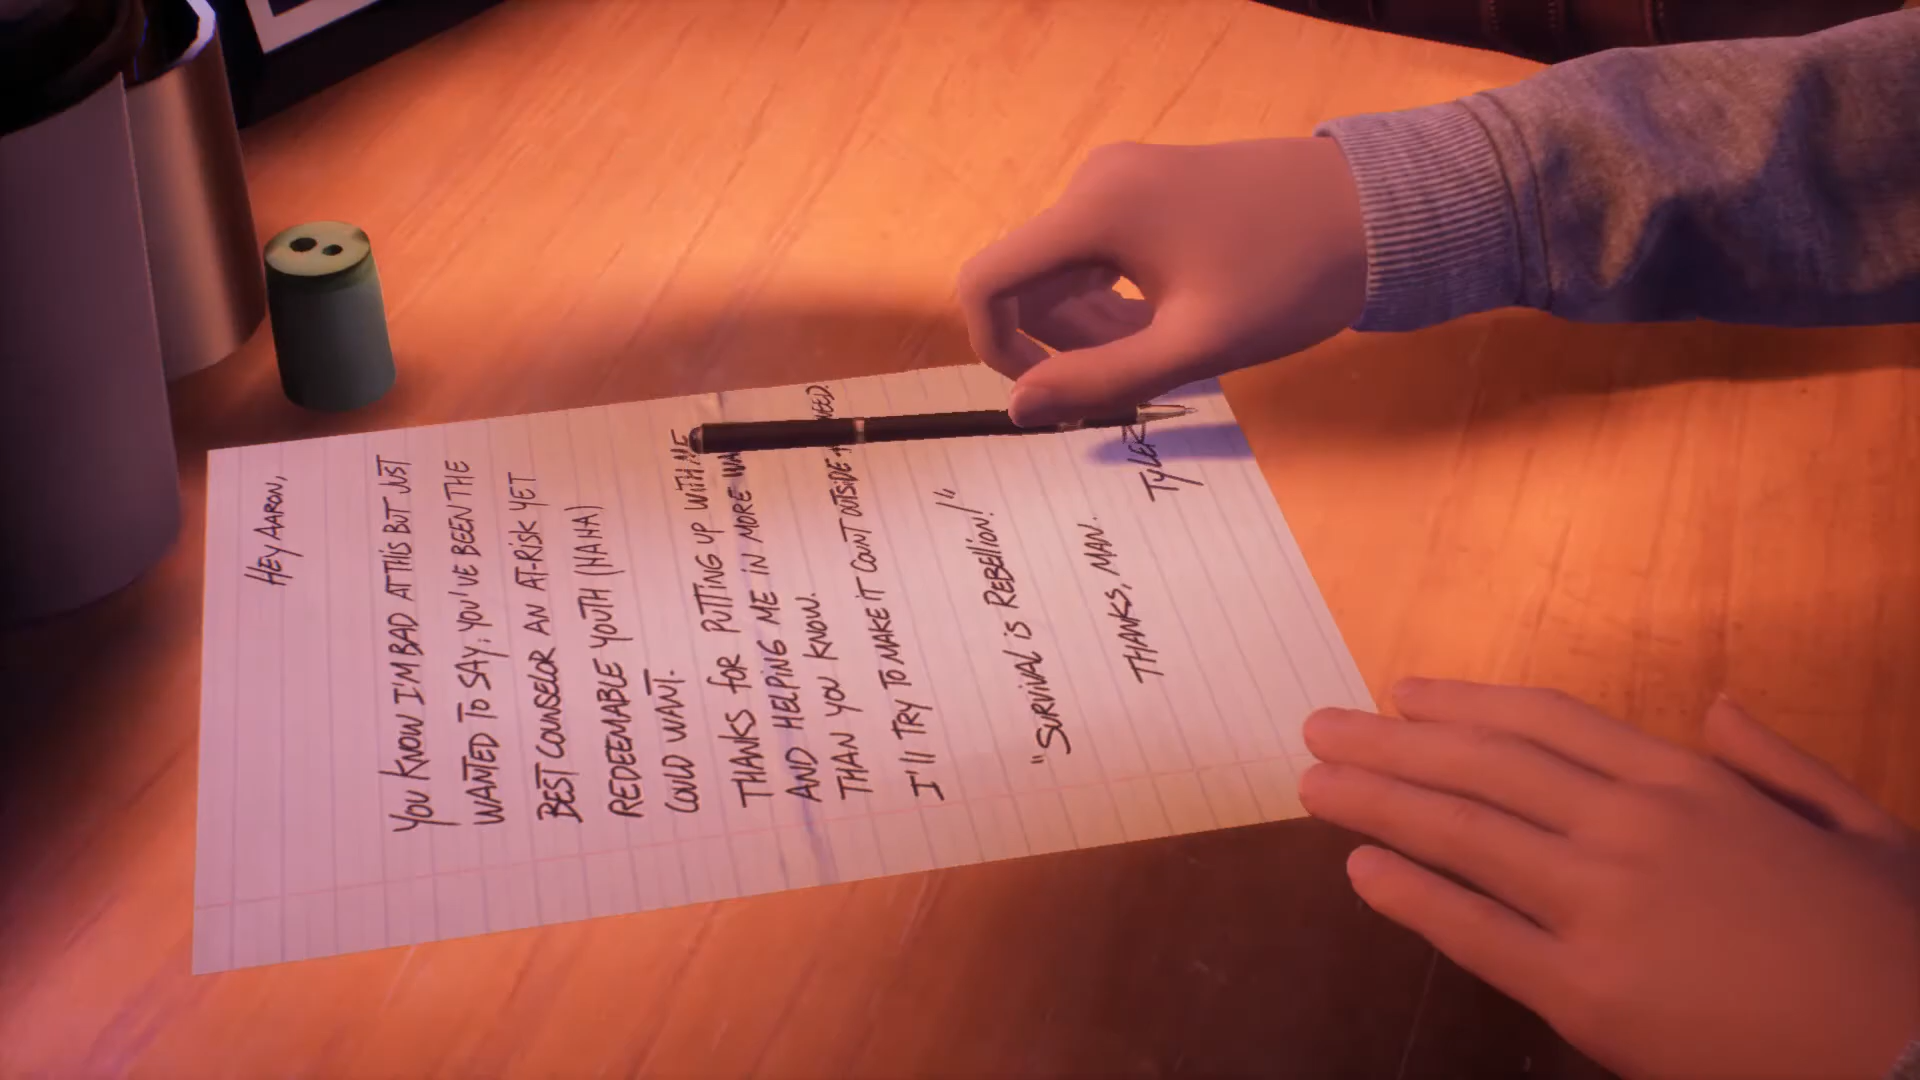 Hey Aaron,
You know I'm bad at this but just
wanted to say: you've been the
best counselor an at-risk yet
redeemable youth (haha)
could want.
Thanks for putting up with me
and helping me in more
than you know.
I'll try to make it count outside
"Survival is Rebellion!"
Thanks, man.
Tyler